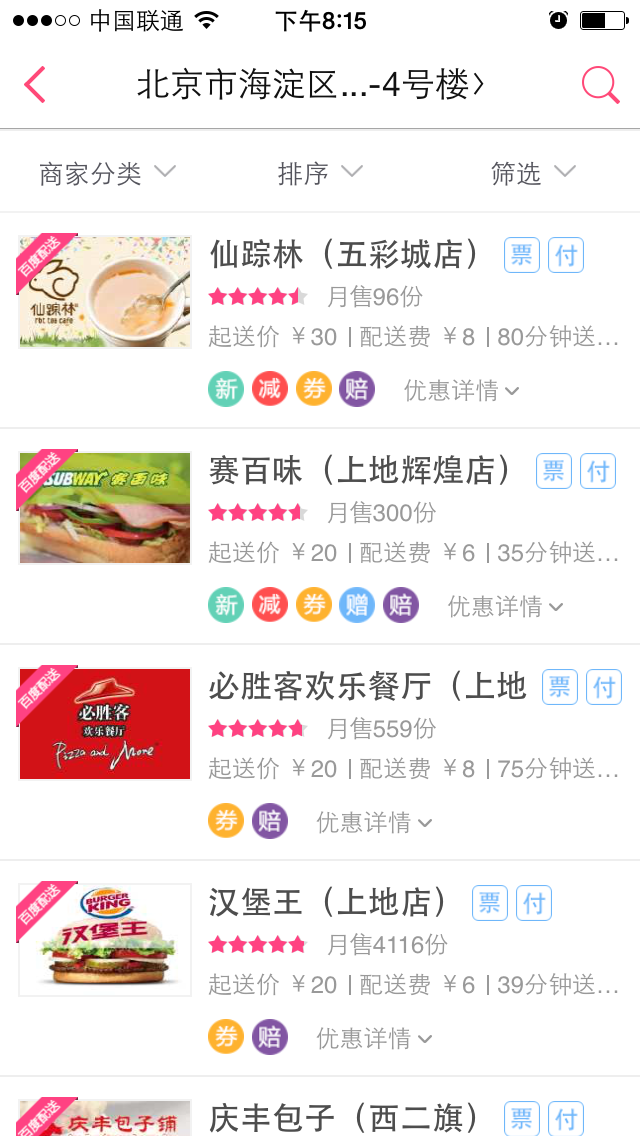 中国联通 下午8:15
北京市海淀区...-4号楼
商家分类 排序 筛选
百度配送
仙踪林
rbt tea cafe
仙踪林（五彩城店） 票 付
月售96份
起送价 ￥30 | 配送费 ￥8 | 80分钟送...
新 减 券 赔 优惠详情
百度配送
SUBWAY 赛百味
赛百味（上地辉煌店） 票 付
月售300份
起送价 ￥20 | 配送费 ￥6 | 35分钟送...
新 减 券 赠 赔 优惠详情
百度配送
必胜客
欢乐餐厅
Pizza and More
必胜客欢乐餐厅（上地 票 付
月售559份
起送价 ￥20 | 配送费 ￥8 | 75分钟送...
券 赔 优惠详情
百度配送
BURGER
KING
汉堡王
汉堡王（上地店） 票 付
月售4116份
起送价 ￥20 | 配送费 ￥6 | 39分钟送...
券 赔 优惠详情
百度配送
庆丰包子铺
庆丰包子（西二旗） 票 付